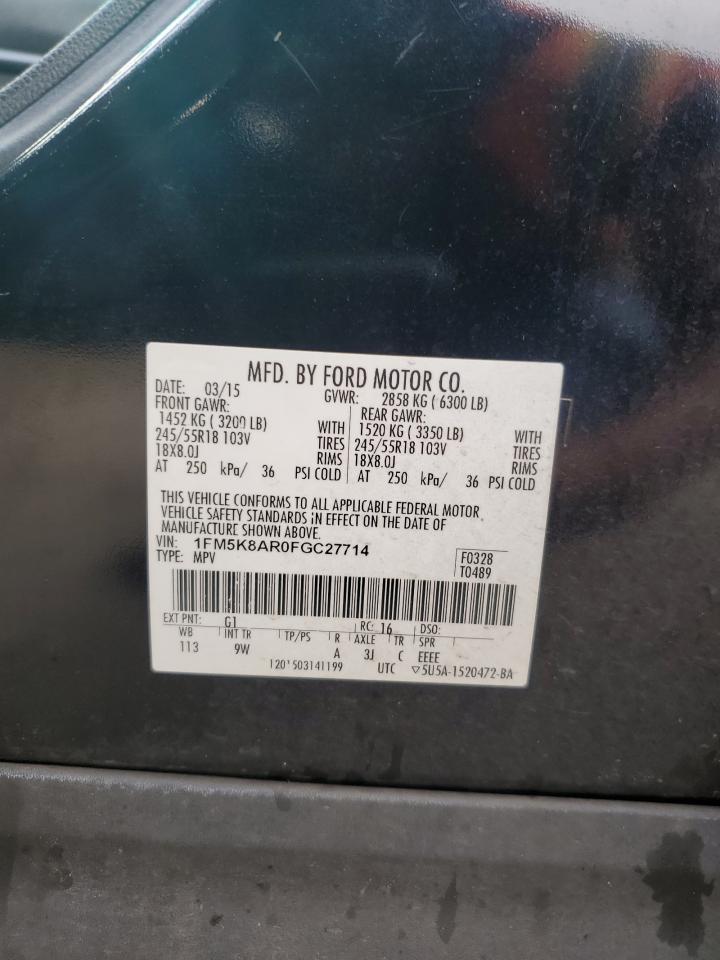 MFD. BY FORD MOTOR CO.
DATE: 03/15 GVWR: 2858 KG ( 6300 LB)
FRONT GAWR: REAR GAWR:
1452 KG ( 3200 LB) WITH 1520 KG ( 3350 LB) WITH
245/55R18 103V TIRES 245/55R18 103V TIRES
18X8.0J RIMS 18X8.0J RIMS
AT 250 kPa/ 36 PSI COLD AT 250 kPa/ 36 PSI COLD
THIS VEHICLE CONFORMS TO ALL APPLICABLE FEDERAL MOTOR
VEHICLE SAFETY STANDARDS IN EFFECT ON THE DATE OF
MANUFACTURE SHOWN ABOVE.
VIN: 1FM5K8AR0FGC27714 F0328
TYPE: MPV T0489
EXT PNT: G1 RC: 16 DSO:
WB INT TR TP/PS R AXLE TR SPR
113 9W A 3J C EEEE
1201503141199 UTC ▽5U5A-1520472-BA